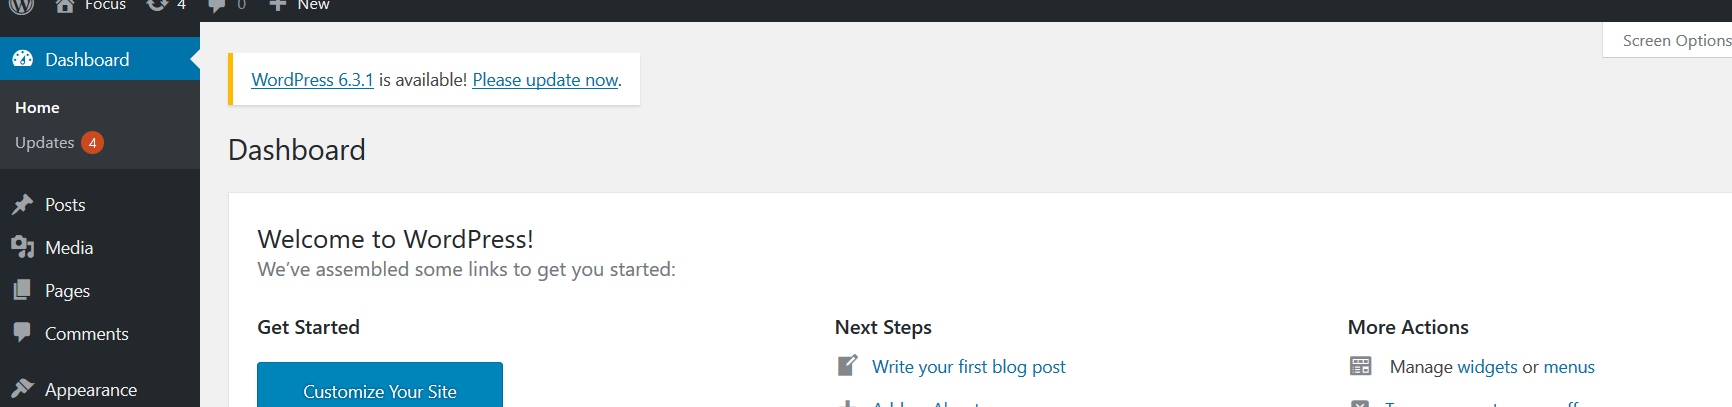 Focus 4 0 New
Screen Options
Dashboard
WordPress 6.3.1 is available! Please update now.
Home
Updates 4
Dashboard
Posts
Welcome to WordPress!
Media
We've assembled some links to get you started:
Pages
Get Started
Next Steps
More Actions
Comments
Write your first blog post
Manage widgets or menus
Appearance
Customize Your Site